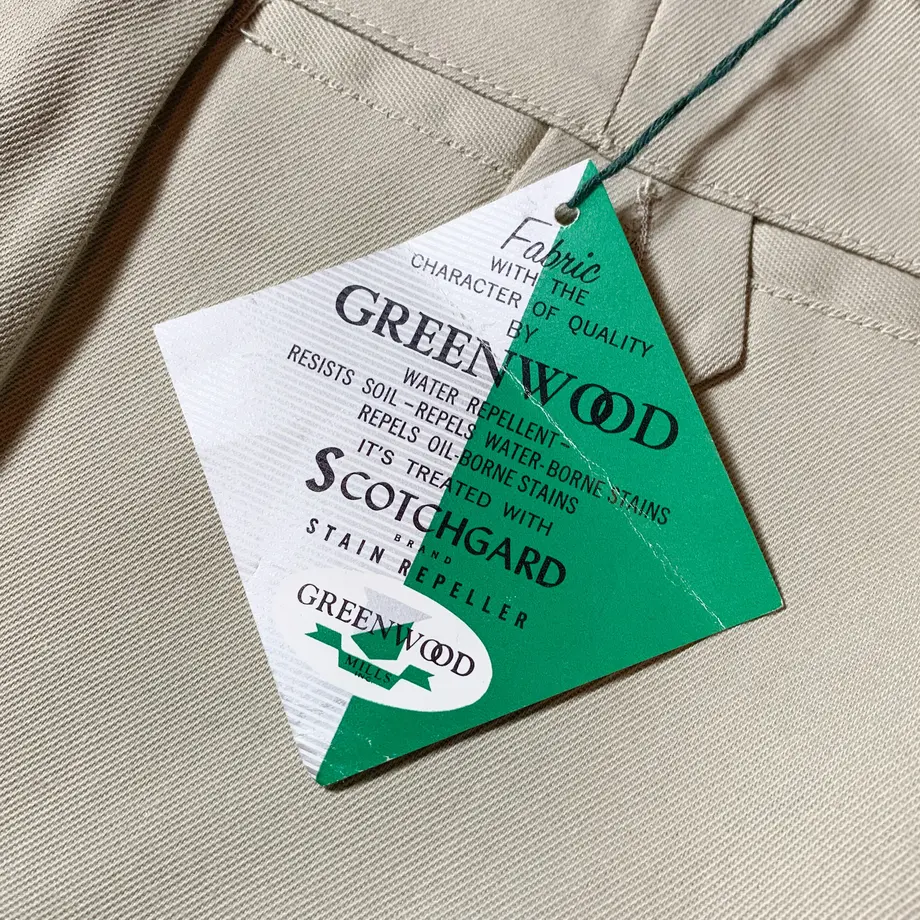 Fabric
WITH THE
CHARACTER OF QUALITY
BY
GREENWOOD
WATER REPELLENT–
RESISTS SOIL–REPELS WATER-BORNE STAINS
REPELS OIL-BORNE STAINS
IT'S TREATED WITH
SCOTCHGARD
BRAND
STAIN REPELLER
GREENWOOD
MILLS
INC.